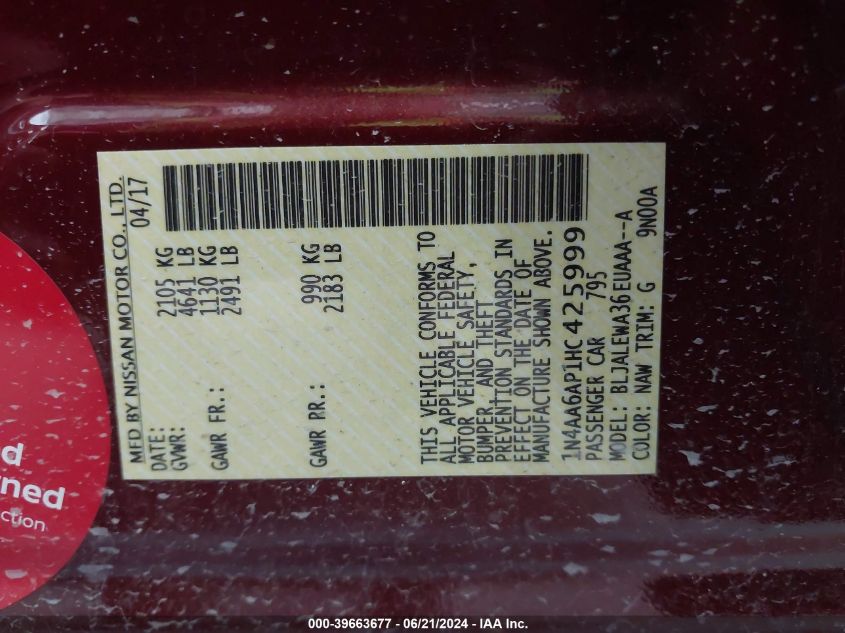 MFD BY NISSAN MOTOR CO., LTD.
DATE: 04/17
GVWR: 2105 KG
4641 LB
GAWR FR.: 1130 KG
2491 LB
GAWR RR.: 990 KG
2183 LB
THIS VEHICLE CONFORMS TO
ALL APPLICABLE FEDERAL
MOTOR VEHICLE SAFETY,
BUMPER, AND THEFT
PREVENTION STANDARDS IN
EFFECT ON THE DATE OF
MANUFACTURE SHOWN ABOVE.
1N4AA6AP1HC425999
PASSENGER CAR 795
MODEL: BLJALEWA36EUAAA--A
COLOR: NAW TRIM: G 9N00A
d
ned
ction
000-39663677 - 06/21/2024 - IAA Inc.